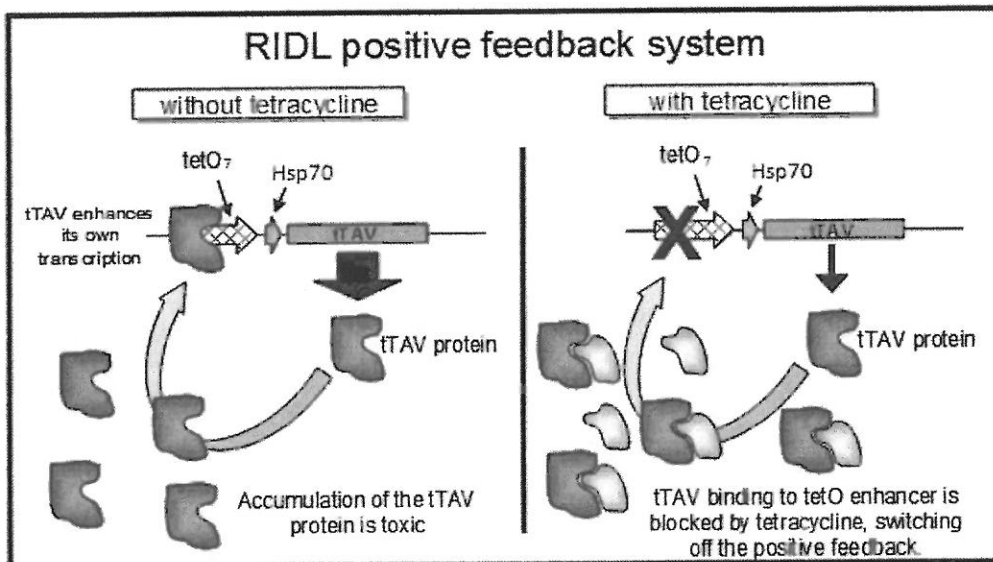 RIDL positive feedback system
without tetracycline
tetO₇
Hsp70
tTAV enhances
its own
transcription
tTAV
tTAV protein
Accumulation of the tTAV
protein is toxic
with tetracycline
tetO₇
Hsp70
tTAV
tTAV protein
tTAV binding to tetO enhancer is
blocked by tetracycline, switching
off the positive feedback.